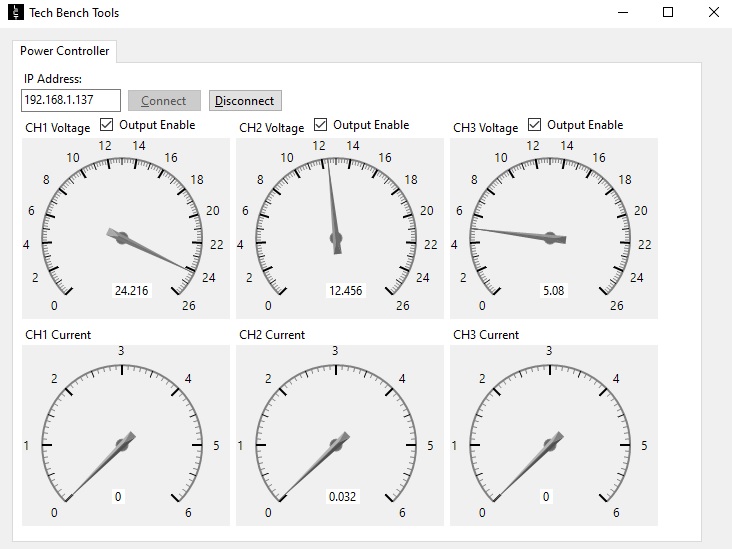 Tech Bench Tools
Power Controller
IP Address:
192.168.1.137 Connect Disconnect
CH1 Voltage Output Enable
0 2 4 6 8 10 12 14 16 18 20 22 24 26
24.216
CH2 Voltage Output Enable
0 2 4 6 8 10 12 14 16 18 20 22 24 26
12.456
CH3 Voltage Output Enable
0 2 4 6 8 10 12 14 16 18 20 22 24 26
5.08
CH1 Current
0 1 2 3 4 5 6
0
CH2 Current
0 1 2 3 4 5 6
0.032
CH3 Current
0 1 2 3 4 5 6
0